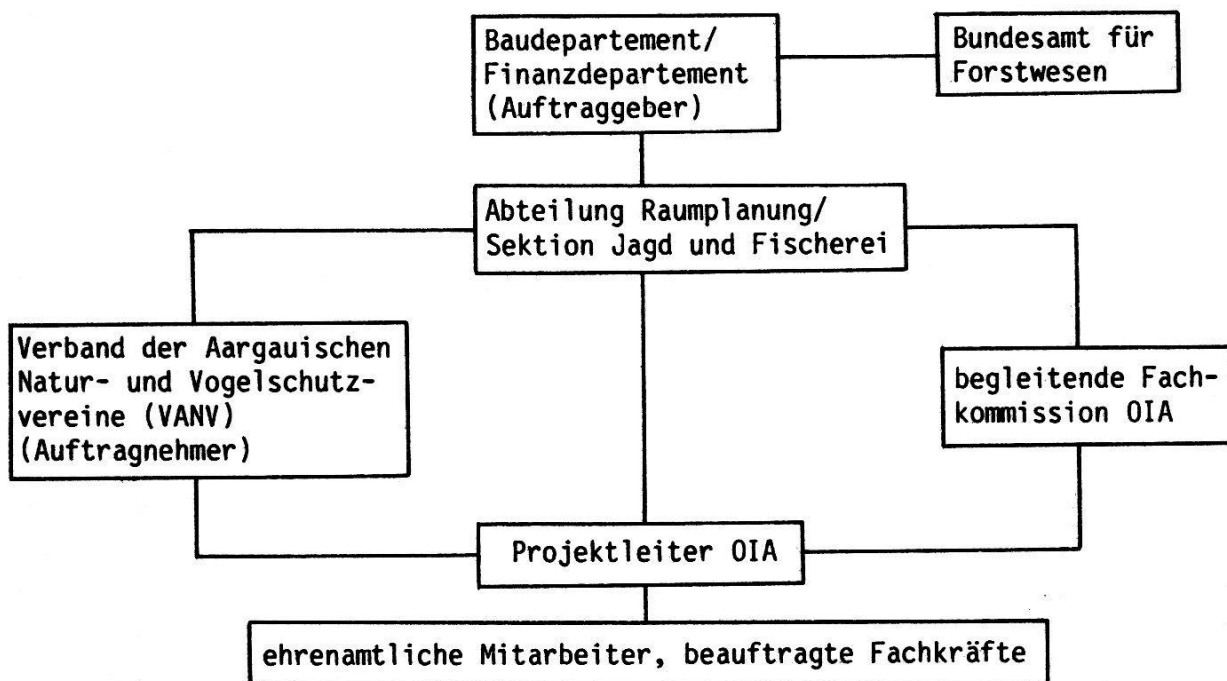 Baudepartement/
Finanzdepartement
(Auftraggeber)
Bundesamt für
Forstwesen
Abteilung Raumplanung/
Sektion Jagd und Fischerei
Verband der Aargauischen
Natur- und Vogelschutz-
vereine (VANV)
(Auftragnehmer)
begleitende Fach-
kommission OIA
Projektleiter OIA
ehrenamtliche Mitarbeiter, beauftragte Fachkräfte